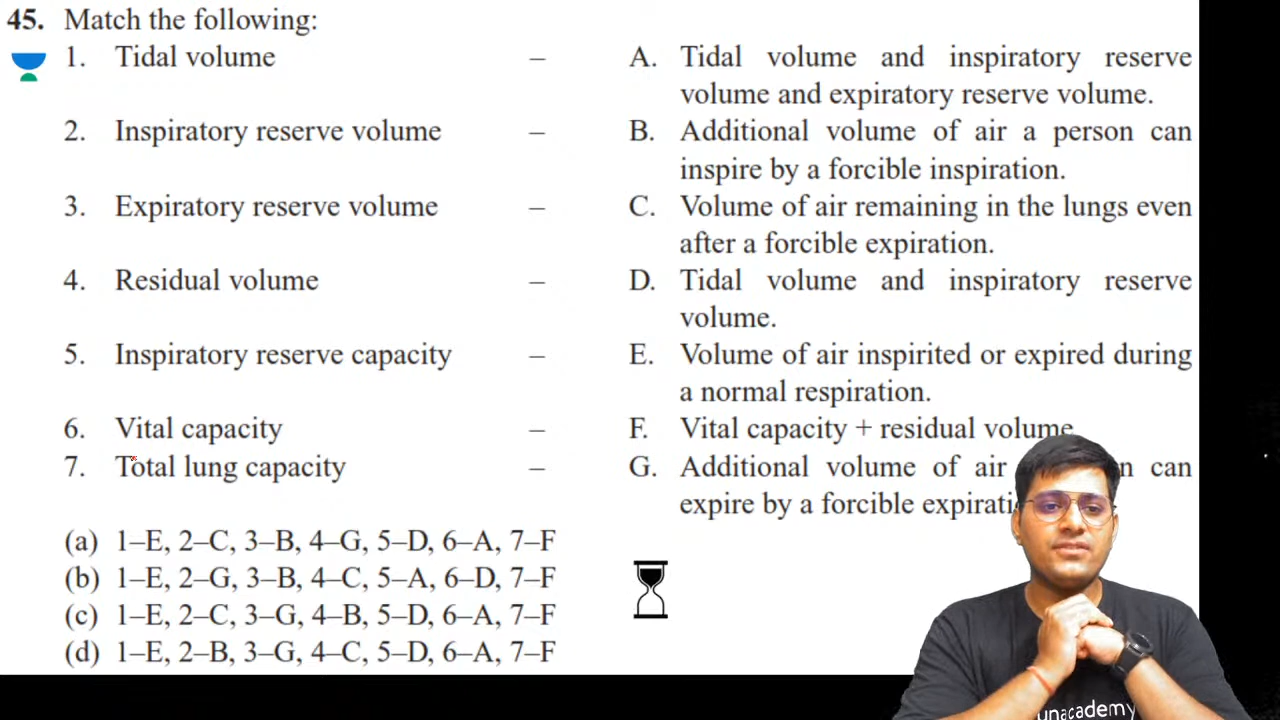 45. Match the following:
1. Tidal volume – A. Tidal volume and inspiratory reserve
volume and expiratory reserve volume.
2. Inspiratory reserve volume – B. Additional volume of air a person can
inspire by a forcible inspiration.
3. Expiratory reserve volume – C. Volume of air remaining in the lungs even
after a forcible expiration.
4. Residual volume – D. Tidal volume and inspiratory reserve
volume.
5. Inspiratory reserve capacity – E. Volume of air inspirited or expired during
a normal respiration.
6. Vital capacity – F. Vital capacity + residual volume
7. Total lung capacity – G. Additional volume of air can
expire by a forcible
(a) 1–E, 2–C, 3–B, 4–G, 5–D, 6–A, 7–F
(b) 1–E, 2–G, 3–B, 4–C, 5–A, 6–D, 7–F
(c) 1–E, 2–C, 3–G, 4–B, 5–D, 6–A, 7–F
(d) 1–E, 2–B, 3–G, 4–C, 5–D, 6–A, 7–F
unacademy